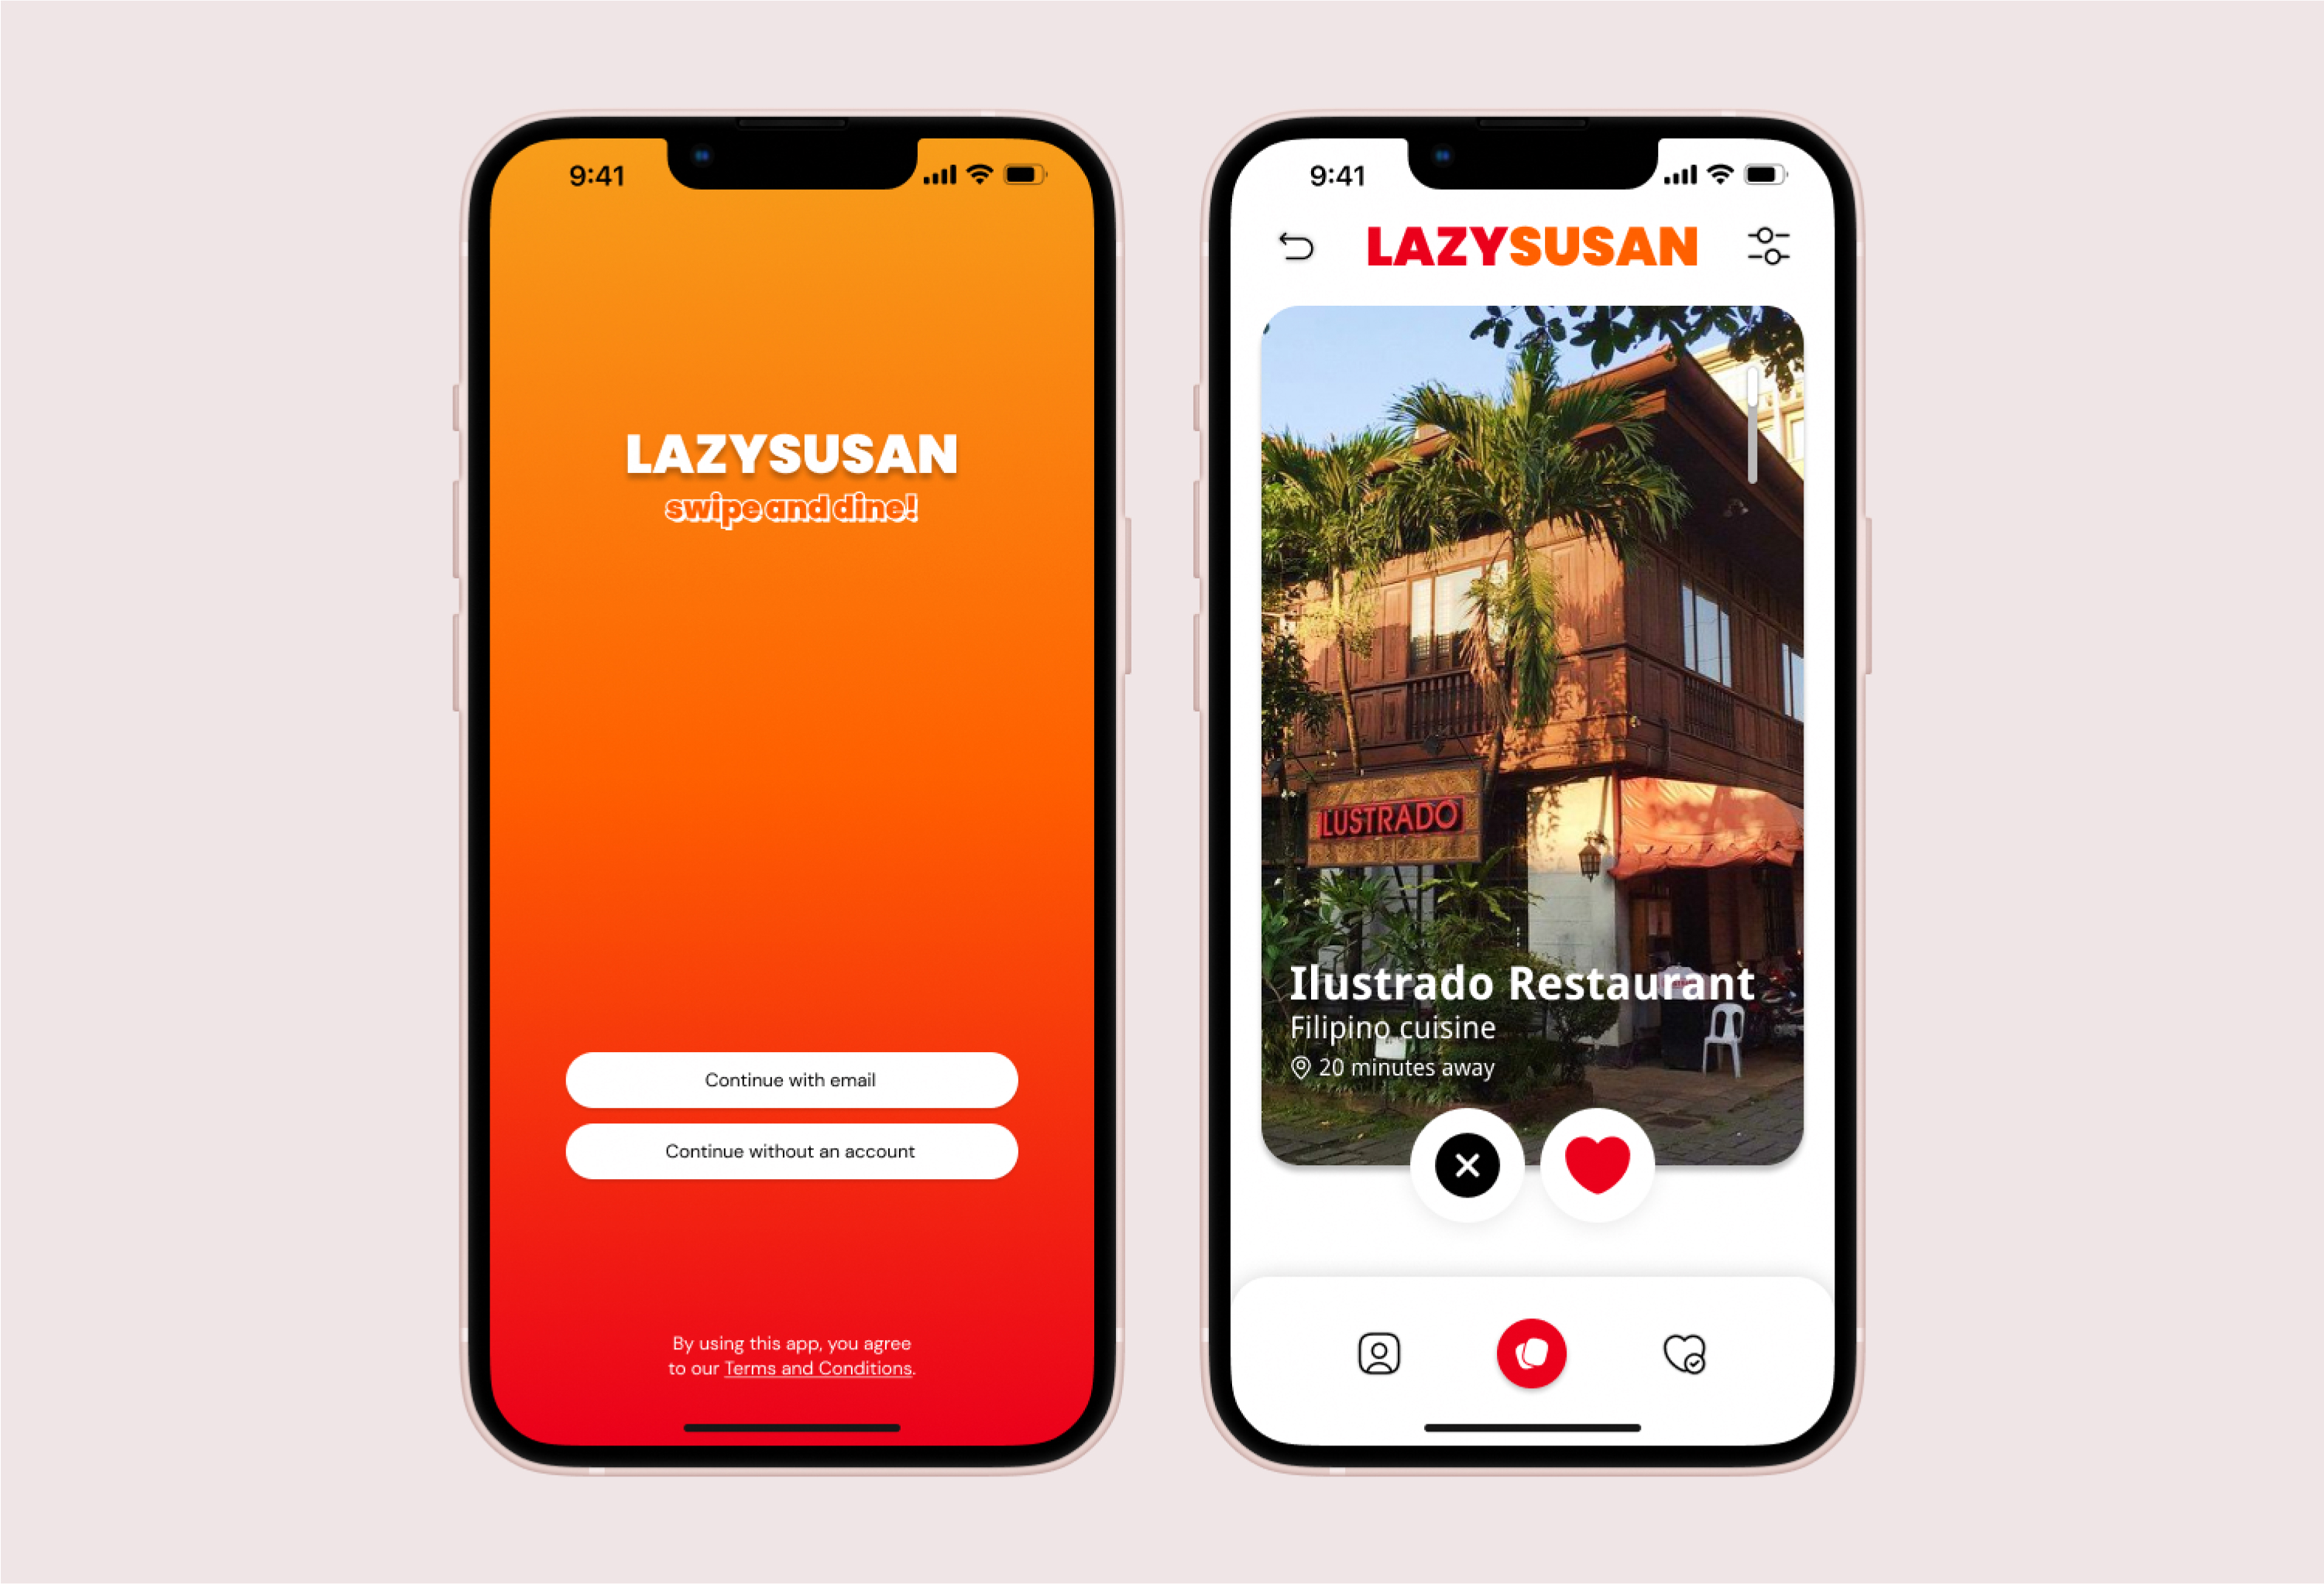 9:41
LAZYSUSAN
swipe and dine!
Continue with email
Continue without an account
By using this app, you agree
to our Terms and Conditions.
9:41
LAZYSUSAN
ILUSTRADO
Ilustrado Restaurant
Filipino cuisine
20 minutes away